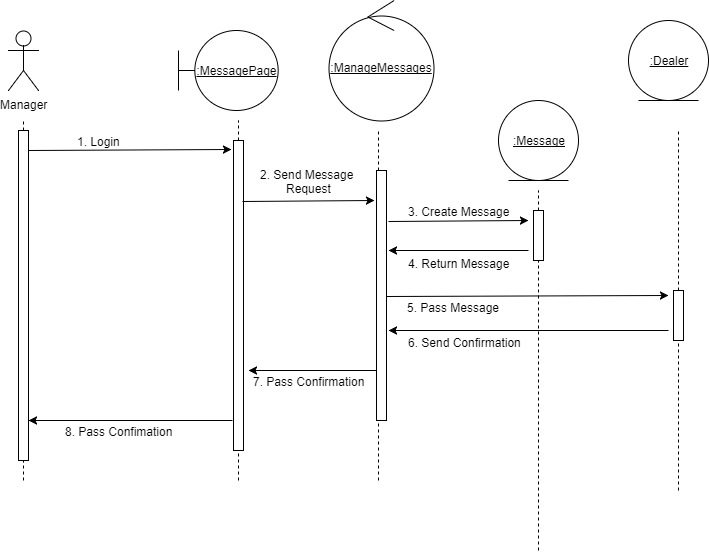 :Dealer
:MessagePage
:ManageMessages
Manager
:Message
1. Login
2. Send Message
Request
3. Create Message
4. Return Message
5. Pass Message
6. Send Confirmation
7. Pass Confirmation
8. Pass Confimation